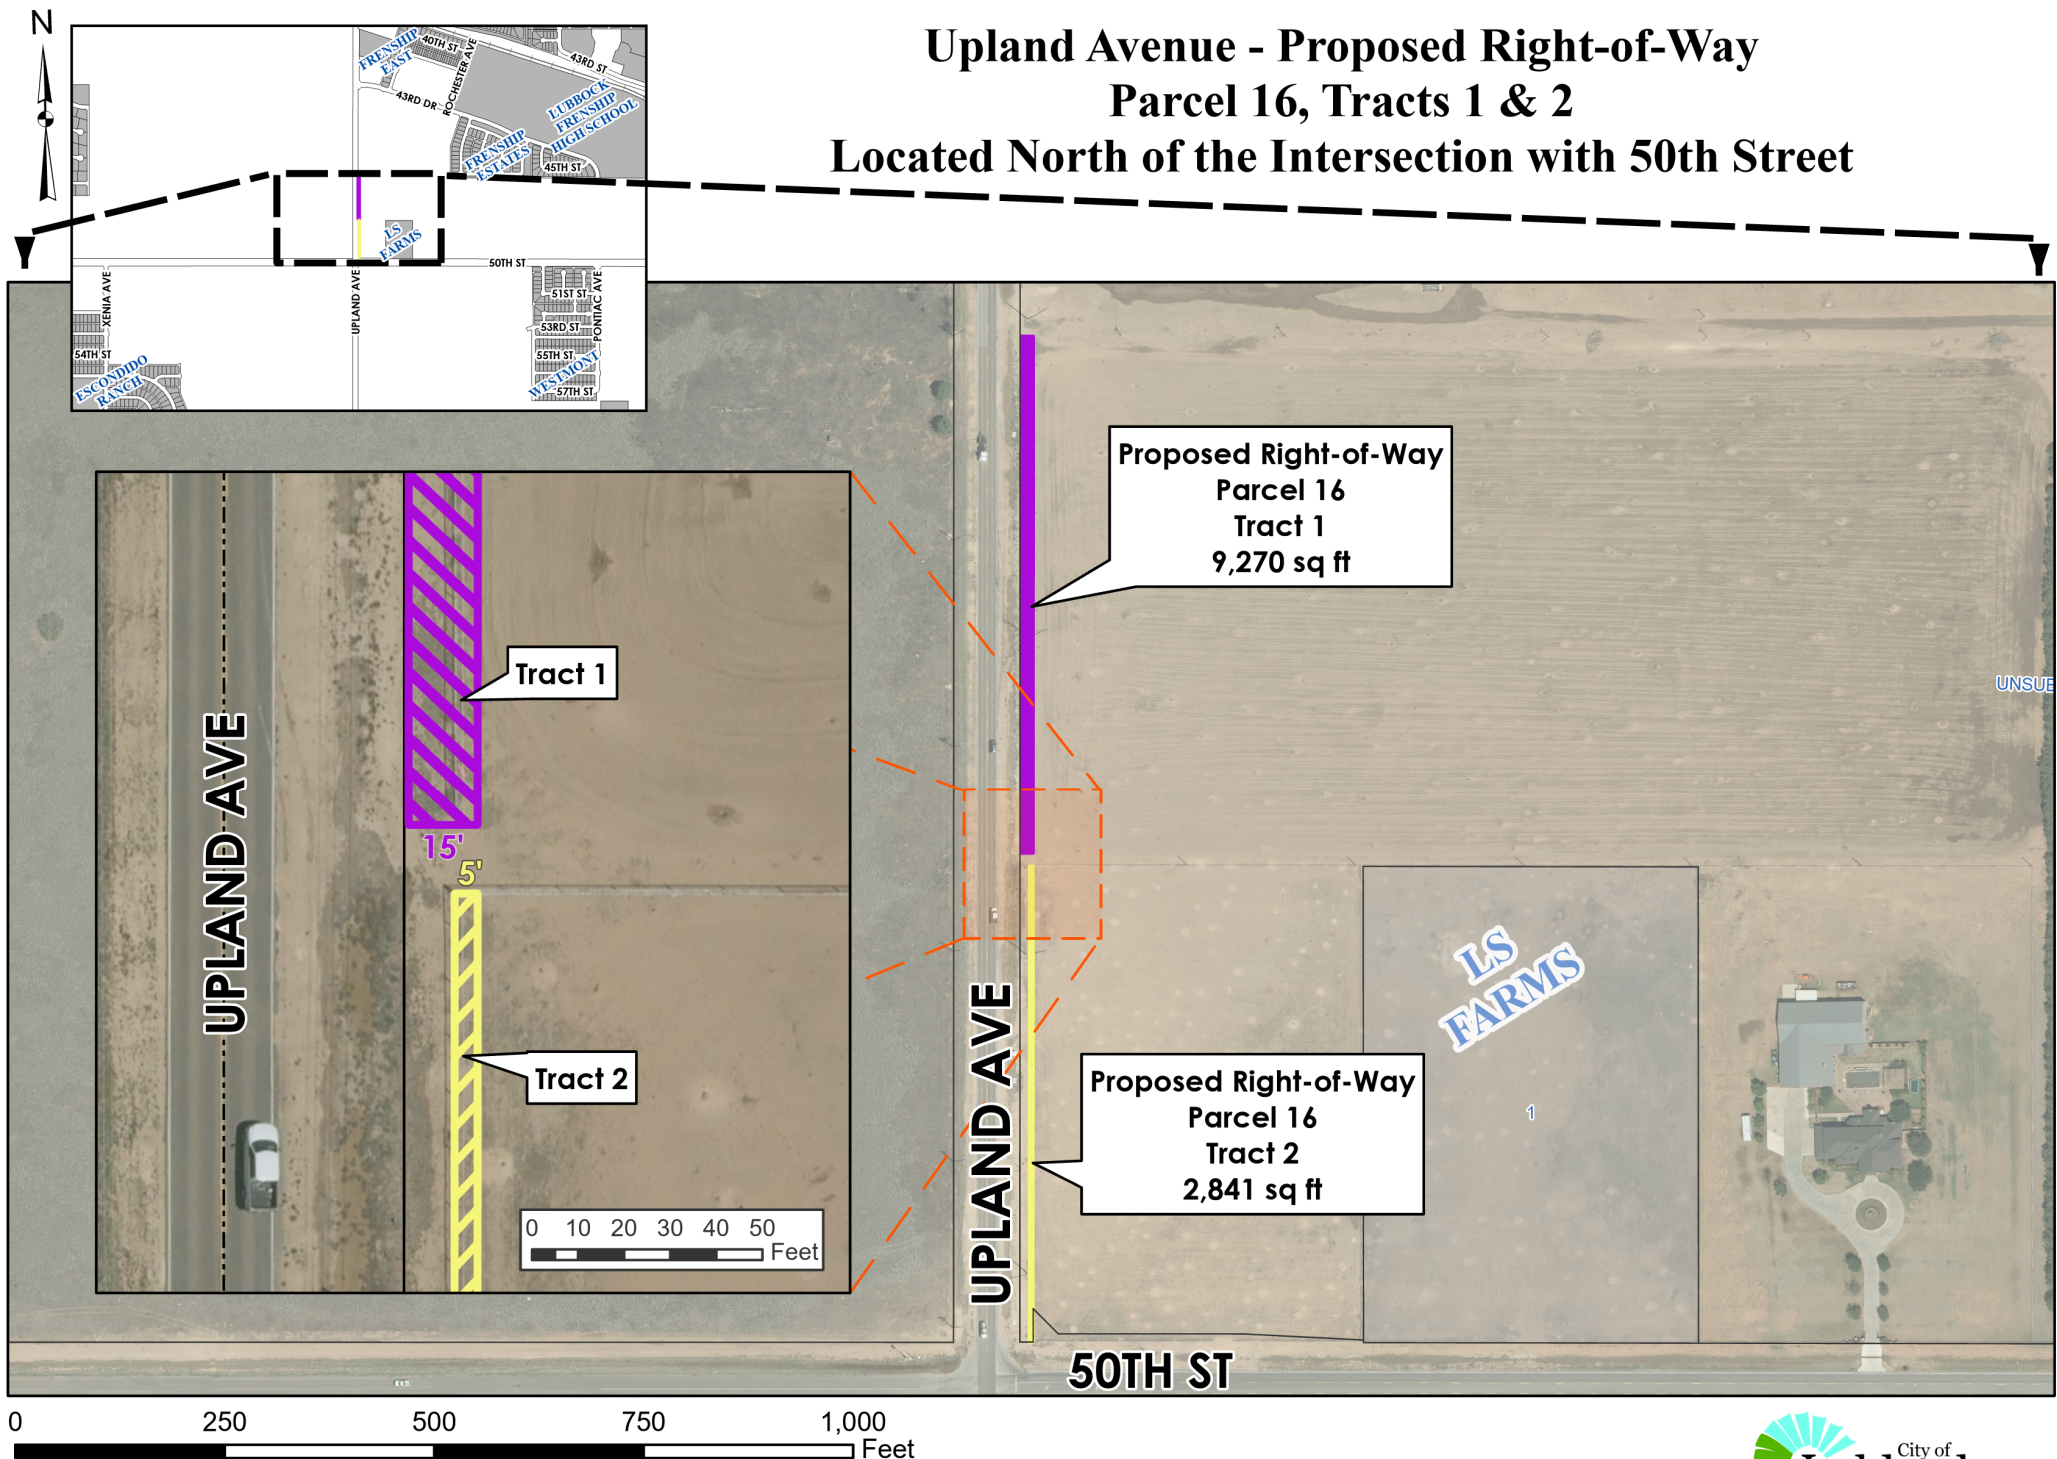 Upland Avenue - Proposed Right-of-Way
Parcel 16, Tracts 1 & 2
Located North of the Intersection with 50th Street
N
FRENSHIP
EAST
40TH ST
ROCHESTER AVE
43RD ST
43RD DR
LUBBOCK
FRENSHIP
HIGH SCHOOL
FRENSHIP
ESTATES
45TH ST
LS
FARMS
50TH ST
XENIA AVE
UPLAND AVE
51ST ST
PONTIAC AVE
53RD ST
54TH ST
55TH ST
ESCONDIDO
RANCH
WESTMONT
57TH ST
Proposed Right-of-Way
Parcel 16
Tract 1
9,270 sq ft
UNSUB
UPLAND AVE
Tract 1
15'
5'
Tract 2
0 10 20 30 40 50
Feet
UPLAND AVE
LS
FARMS
1
Proposed Right-of-Way
Parcel 16
Tract 2
2,841 sq ft
50TH ST
0 250 500 750 1,000
Feet
City of